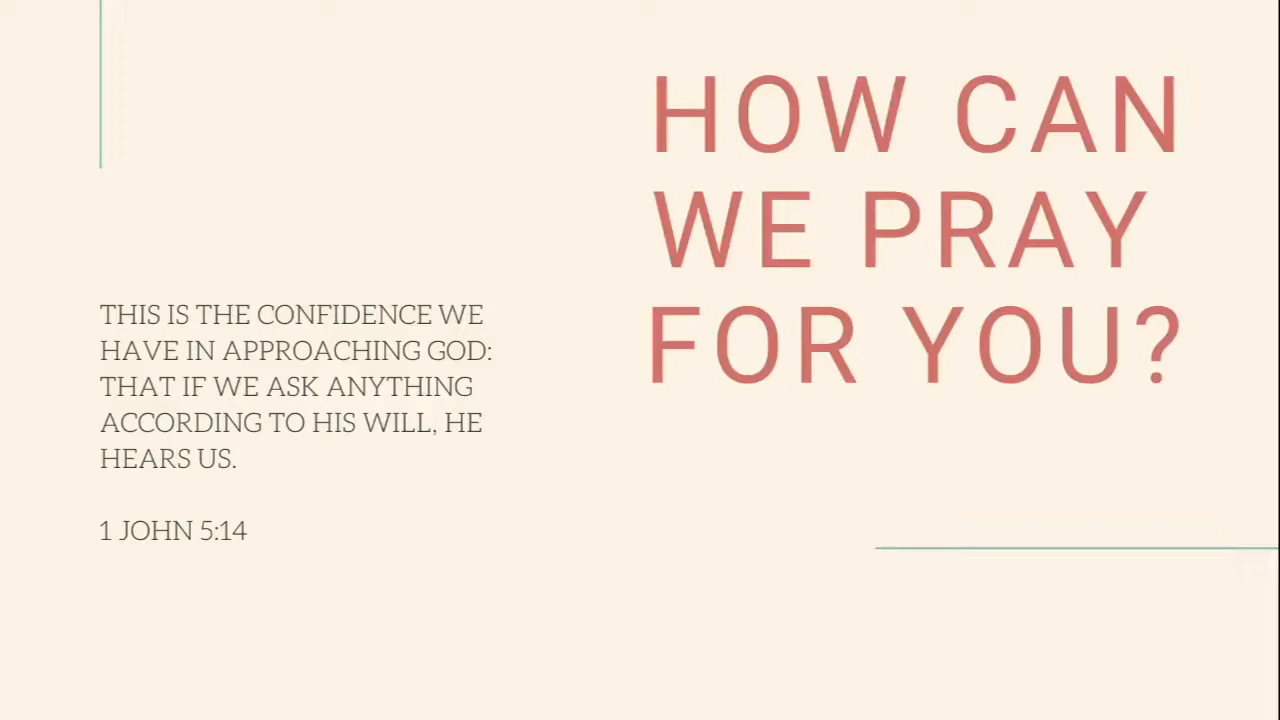 HOW CAN
WE PRAY
FOR YOU?
THIS IS THE CONFIDENCE WE
HAVE IN APPROACHING GOD:
THAT IF WE ASK ANYTHING
ACCORDING TO HIS WILL, HE
HEARS US.
1 JOHN 5:14